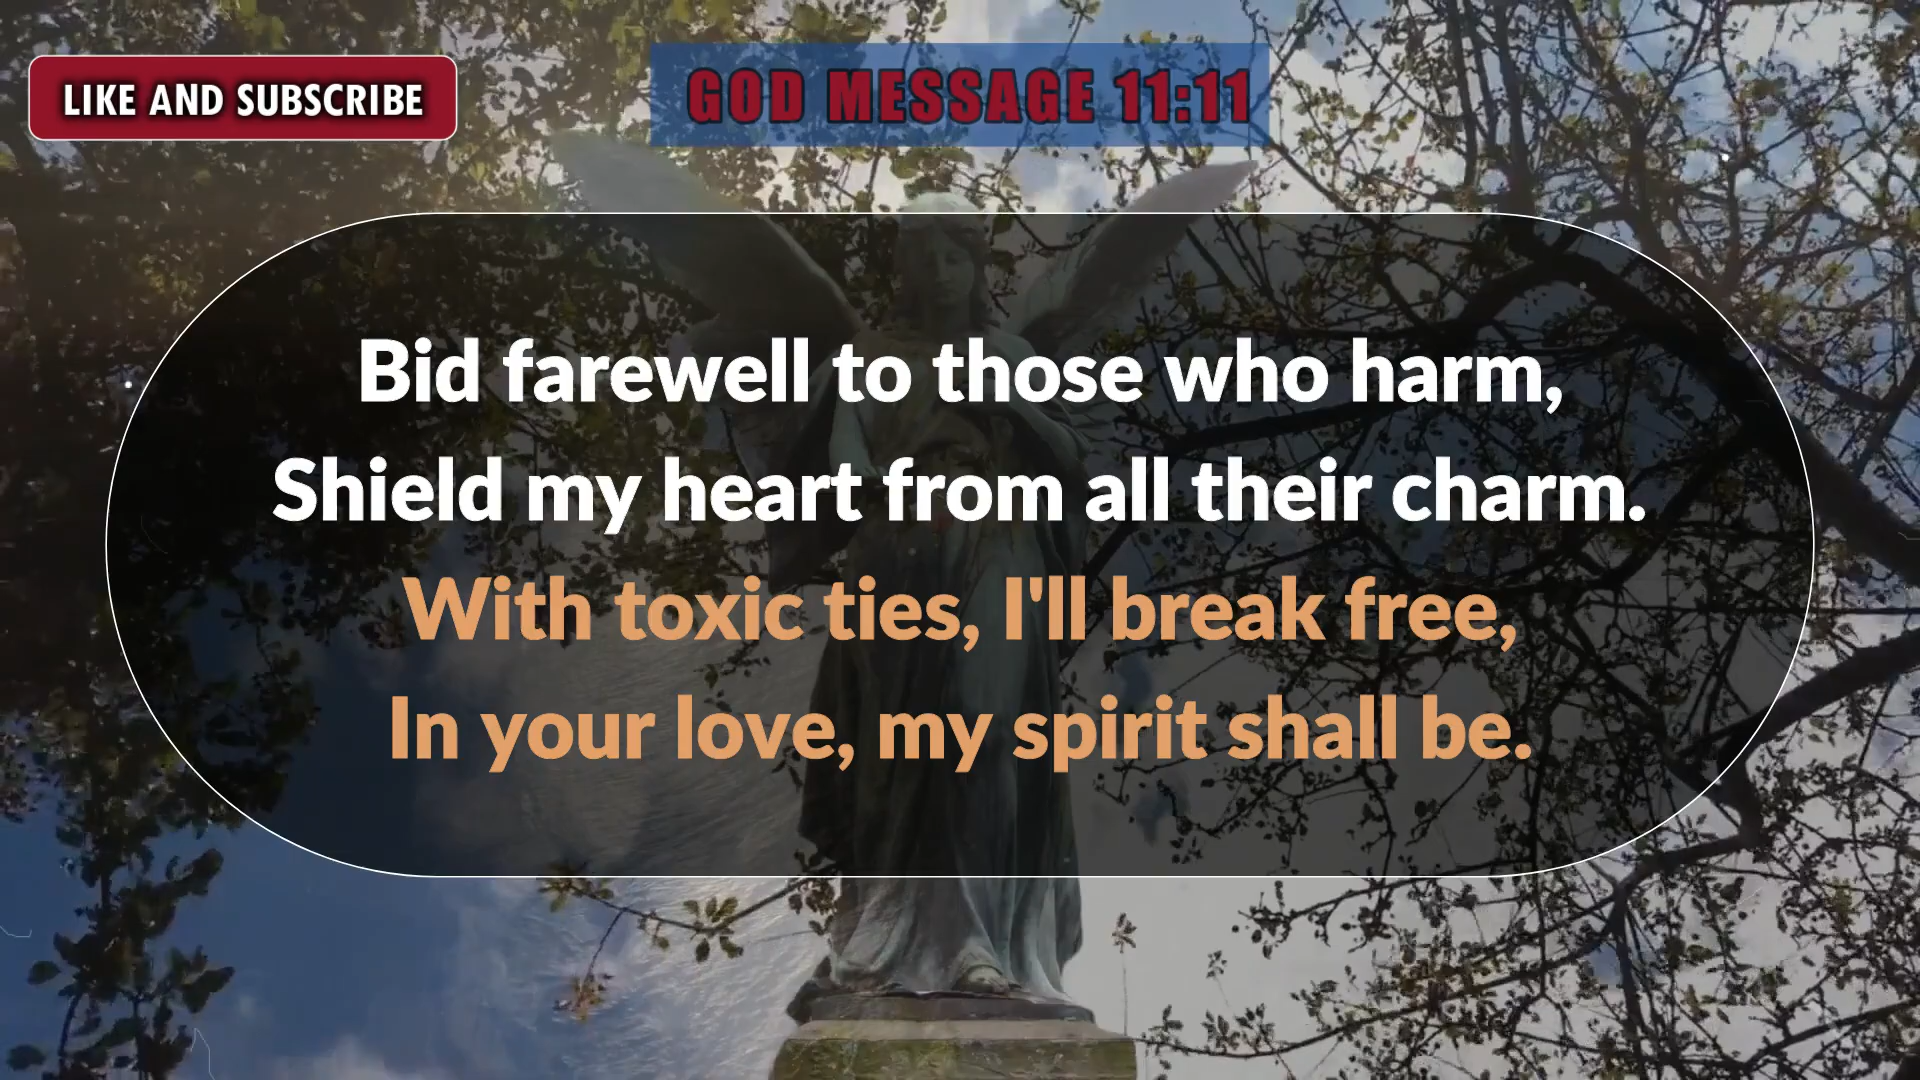 LIKE AND SUBSCRIBE
GOD MESSAGE 11:11
Bid farewell to those who harm,
Shield my heart from all their charm.
With toxic ties, I'll break free,
In your love, my spirit shall be.